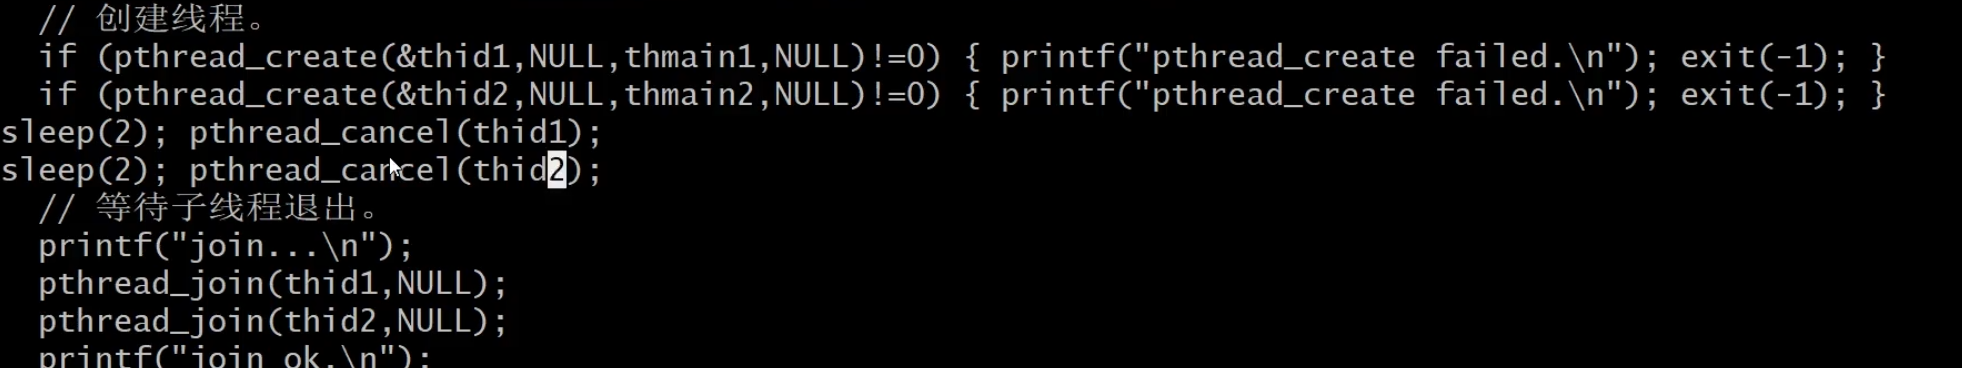 // 创建线程。
if (pthread_create(&thid1,NULL,thmain1,NULL)!=0) { printf("pthread_create failed.\n"); exit(-1); }
if (pthread_create(&thid2,NULL,thmain2,NULL)!=0) { printf("pthread_create failed.\n"); exit(-1); }
sleep(2); pthread_cancel(thid1);
sleep(2); pthread_cancel(thid2);
// 等待子线程退出。
printf("join...\n");
pthread_join(thid1,NULL);
pthread_join(thid2,NULL);
printf("join ok.\n");